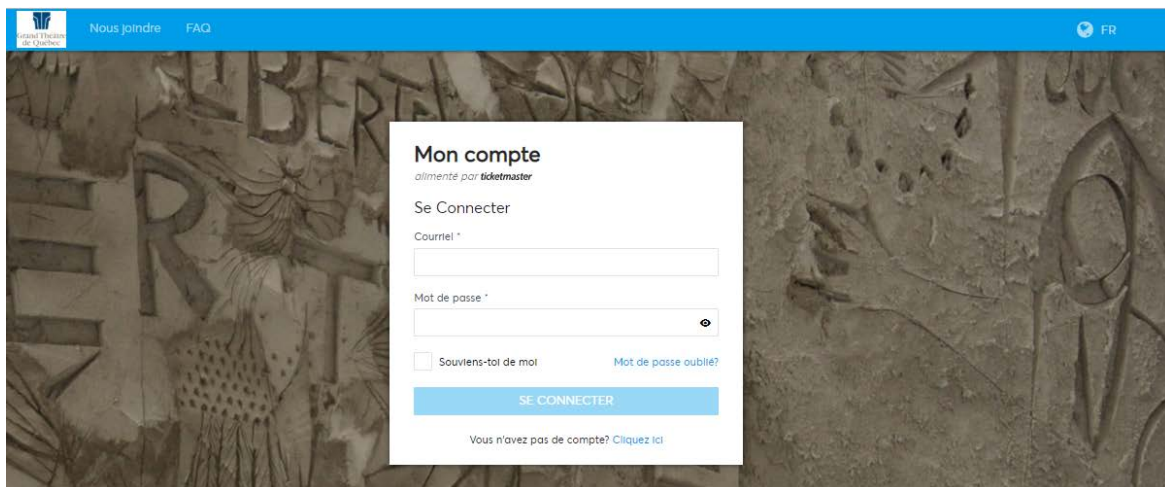 Grand Théâtre
de Québec
Nous joindre
FAQ
FR
Mon compte
alimenté par ticketmaster
Se Connecter
Courriel *
Mot de passe *
Souviens-toi de moi
Mot de passe oublié?
SE CONNECTER
Vous n'avez pas de compte? Cliquez ici